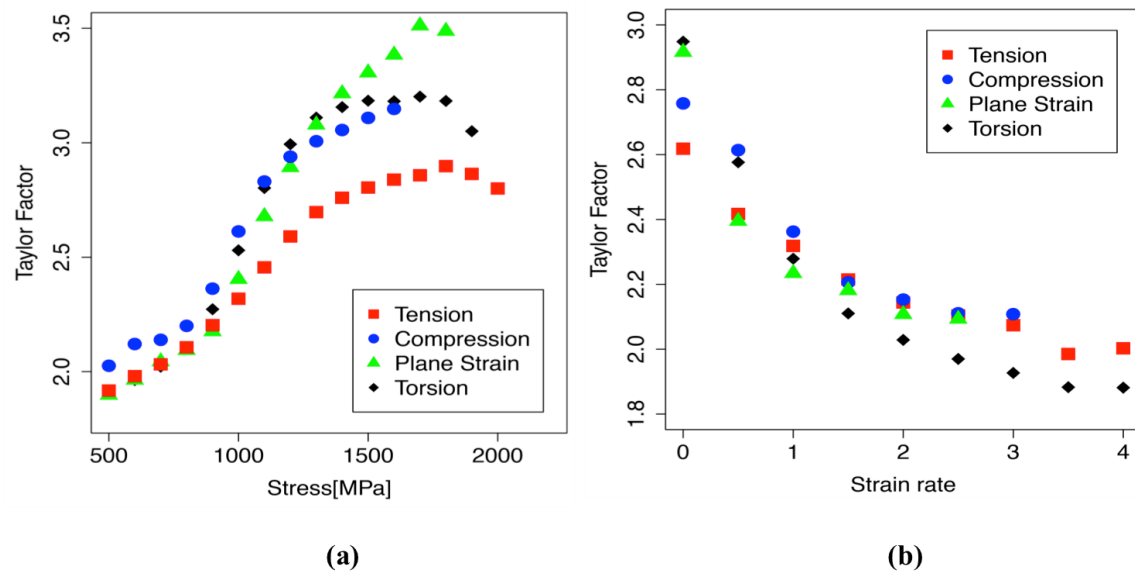 3.5
3.0
2.5
2.0
Taylor Factor
Tension
Compression
Plane Strain
Torsion
500 1000 1500 2000
Stress[MPa]
(a)
3.0
2.8
2.6
2.4
2.2
2.0
1.8
Taylor Factor
Tension
Compression
Plane Strain
Torsion
0 1 2 3 4
Strain rate
(b)